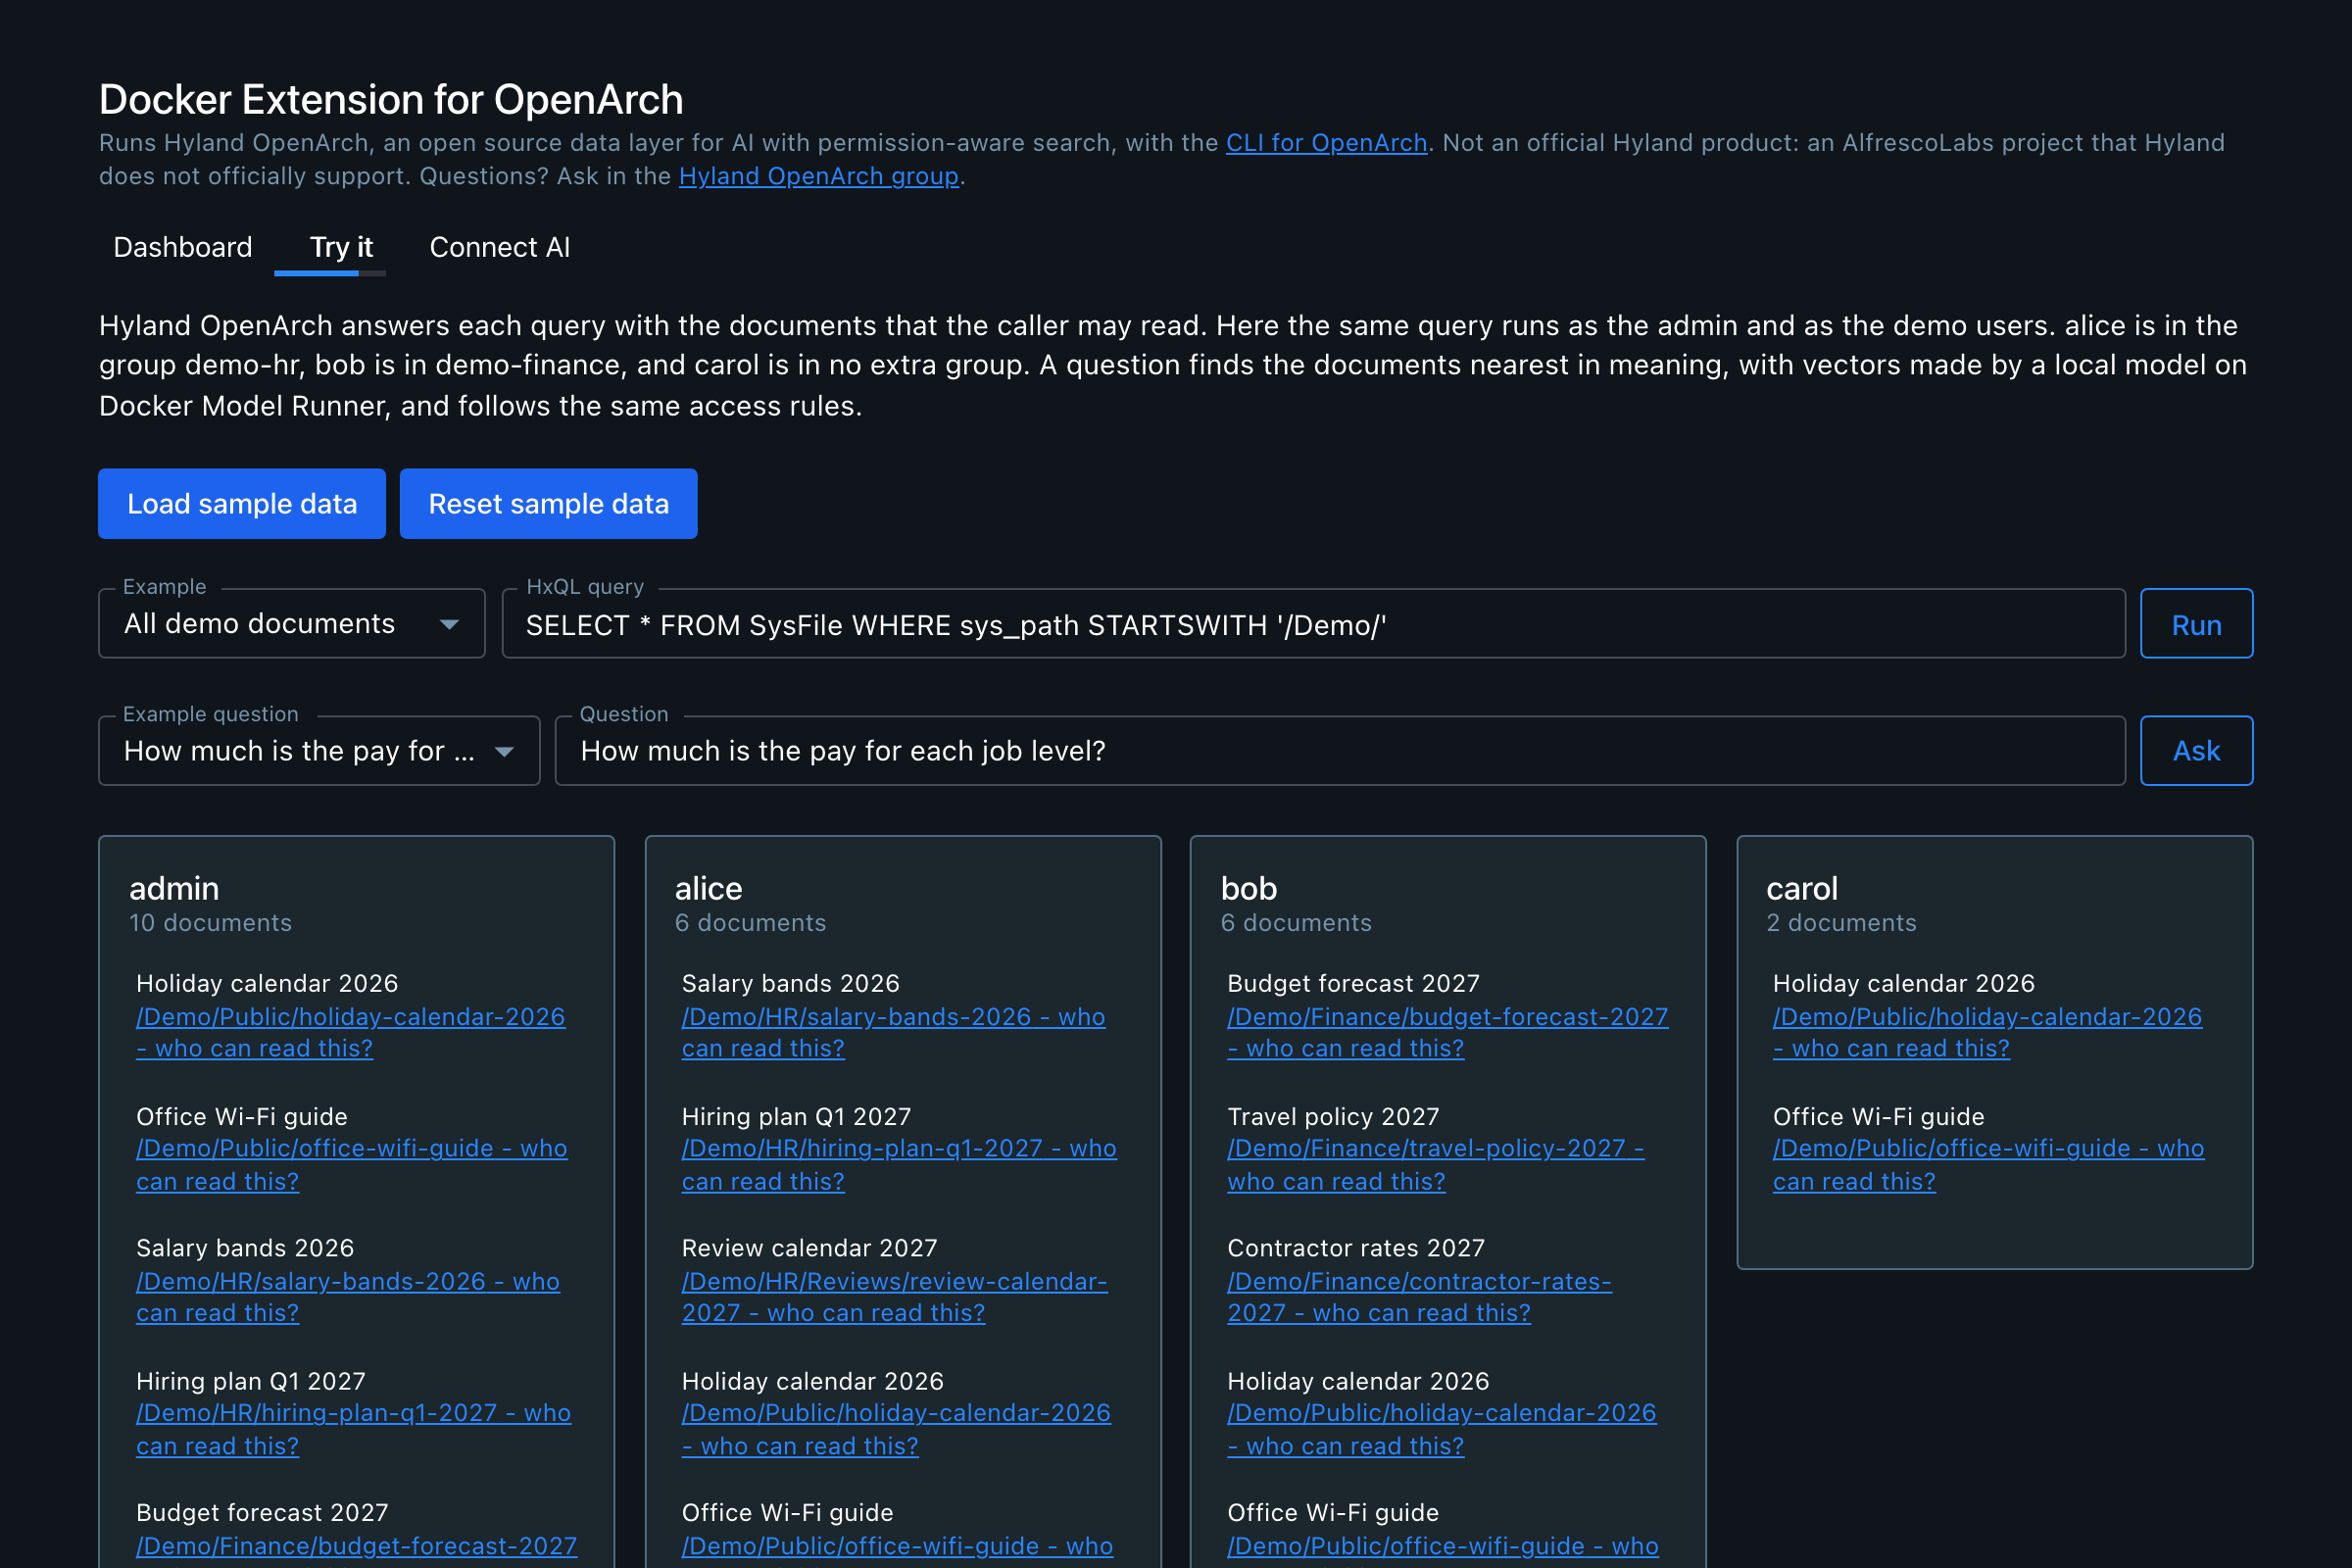 Docker Extension for OpenArch
Runs Hyland OpenArch, an open source data layer for AI with permission-aware search, with the CLI for OpenArch. Not an official Hyland product: an AlfrescoLabs project that Hyland
does not officially support. Questions? Ask in the Hyland OpenArch group.
Dashboard Try it Connect AI
Hyland OpenArch answers each query with the documents that the caller may read. Here the same query runs as the admin and as the demo users. alice is in the
group demo-hr, bob is in demo-finance, and carol is in no extra group. A question finds the documents nearest in meaning, with vectors made by a local model on
Docker Model Runner, and follows the same access rules.
Load sample data Reset sample data
Example HxQL query
All demo documents SELECT * FROM SysFile WHERE sys_path STARTSWITH '/Demo/' Run
Example question Question
How much is the pay for ... How much is the pay for each job level? Ask
admin
10 documents
Holiday calendar 2026
/Demo/Public/holiday-calendar-2026
- who can read this?
Office Wi-Fi guide
/Demo/Public/office-wifi-guide - who
can read this?
Salary bands 2026
/Demo/HR/salary-bands-2026 - who
can read this?
Hiring plan Q1 2027
/Demo/HR/hiring-plan-q1-2027 - who
can read this?
Budget forecast 2027
/Demo/Finance/budget-forecast-2027
alice
6 documents
Salary bands 2026
/Demo/HR/salary-bands-2026 - who
can read this?
Hiring plan Q1 2027
/Demo/HR/hiring-plan-q1-2027 - who
can read this?
Review calendar 2027
/Demo/HR/Reviews/review-calendar-
2027 - who can read this?
Holiday calendar 2026
/Demo/Public/holiday-calendar-2026
- who can read this?
Office Wi-Fi guide
/Demo/Public/office-wifi-guide - who
bob
6 documents
Budget forecast 2027
/Demo/Finance/budget-forecast-2027
- who can read this?
Travel policy 2027
/Demo/Finance/travel-policy-2027 -
who can read this?
Contractor rates 2027
/Demo/Finance/contractor-rates-
2027 - who can read this?
Holiday calendar 2026
/Demo/Public/holiday-calendar-2026
- who can read this?
Office Wi-Fi guide
/Demo/Public/office-wifi-guide - who
carol
2 documents
Holiday calendar 2026
/Demo/Public/holiday-calendar-2026
- who can read this?
Office Wi-Fi guide
/Demo/Public/office-wifi-guide - who
can read this?